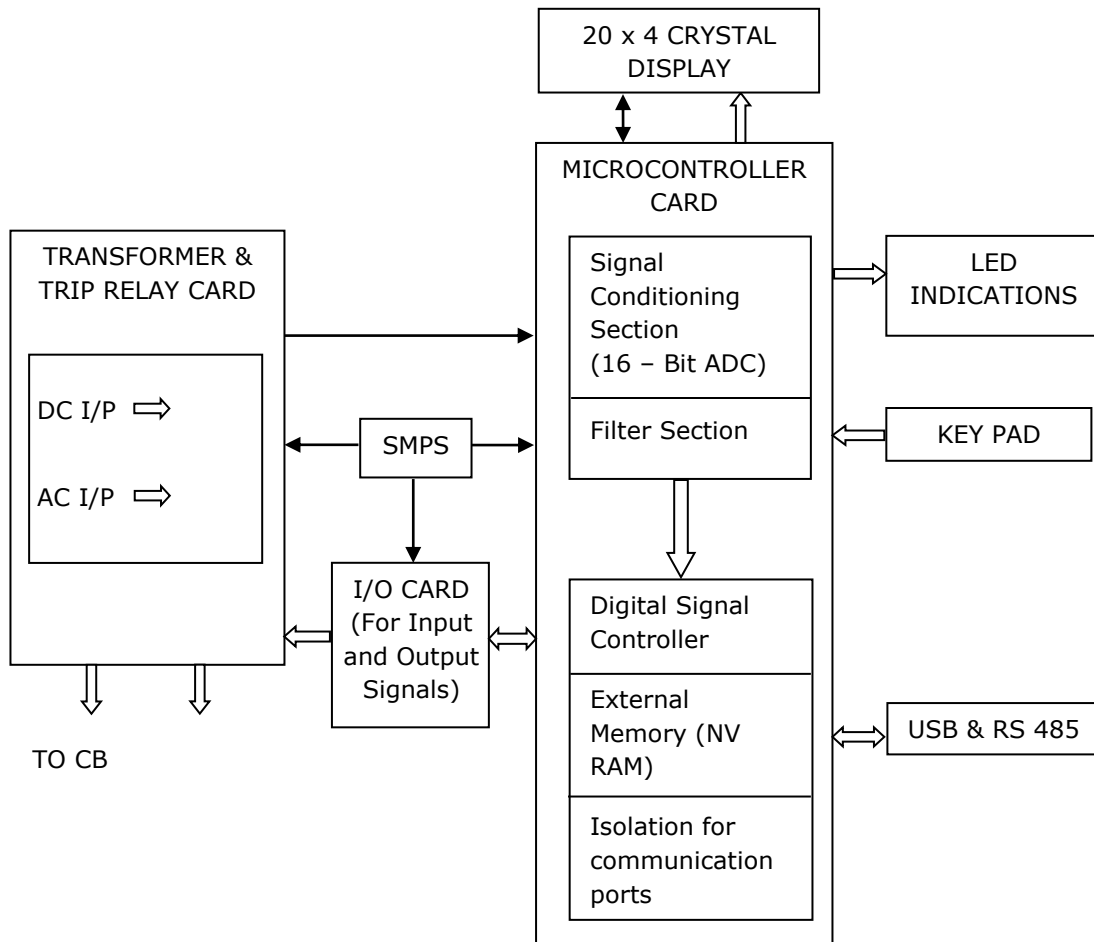 20 x 4 CRYSTAL
DISPLAY
MICROCONTROLLER
CARD
TRANSFORMER &
TRIP RELAY CARD
DC I/P
AC I/P
TO CB
SMPS
I/O CARD
(For Input
and Output
Signals)
Signal
Conditioning
Section
(16 – Bit ADC)
Filter Section
Digital Signal
Controller
External
Memory (NV
RAM)
Isolation for
communication
ports
LED
INDICATIONS
KEY PAD
USB & RS 485